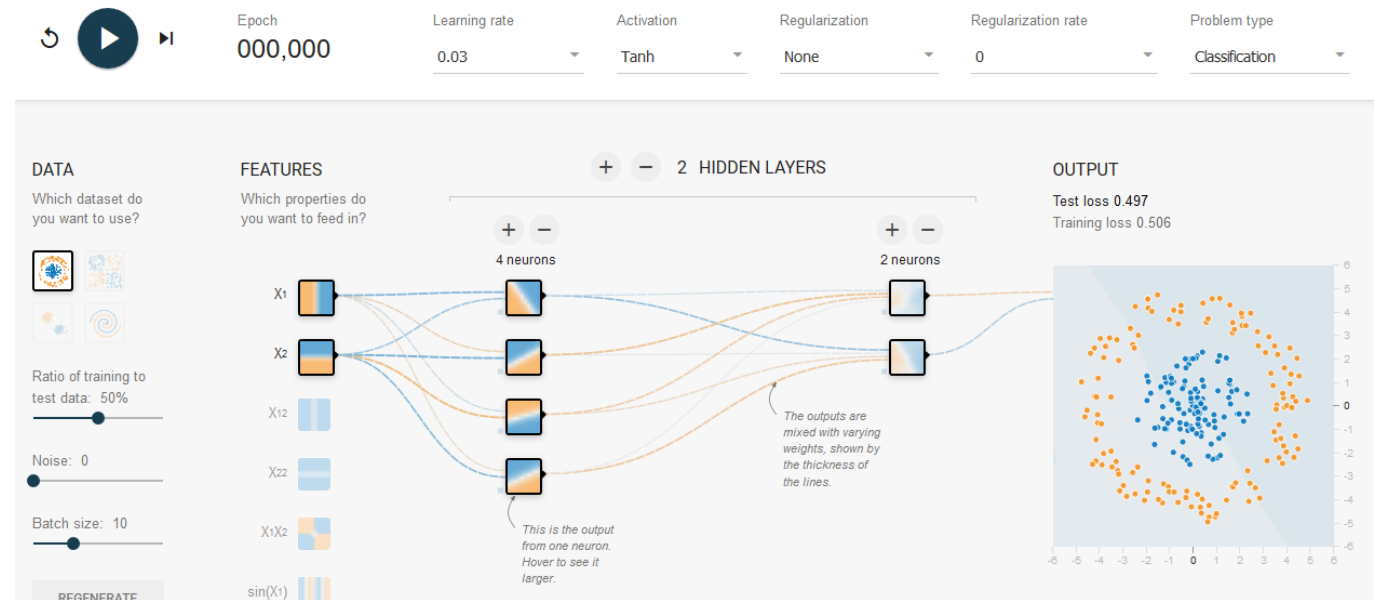 Epoch
000,000
Learning rate
0.03
Activation
Tanh
Regularization
None
Regularization rate
0
Problem type
Classification
DATA
Which dataset do
you want to use?
Ratio of training to
test data: 50%
Noise: 0
Batch size: 10
REGENERATE
FEATURES
Which properties do
you want to feed in?
X1
X2
X12
X22
X1X2
sin(X1)
+ − 2 HIDDEN LAYERS
+ −
4 neurons
+ −
2 neurons
The outputs are
mixed with varying
weights, shown by
the thickness of
the lines.
This is the output
from one neuron.
Hover to see it
larger.
OUTPUT
Test loss 0.497
Training loss 0.506
6
5
4
3
2
1
0
-1
-2
-3
-4
-5
-6
-6 -5 -4 -3 -2 -1 0 1 2 3 4 5 6